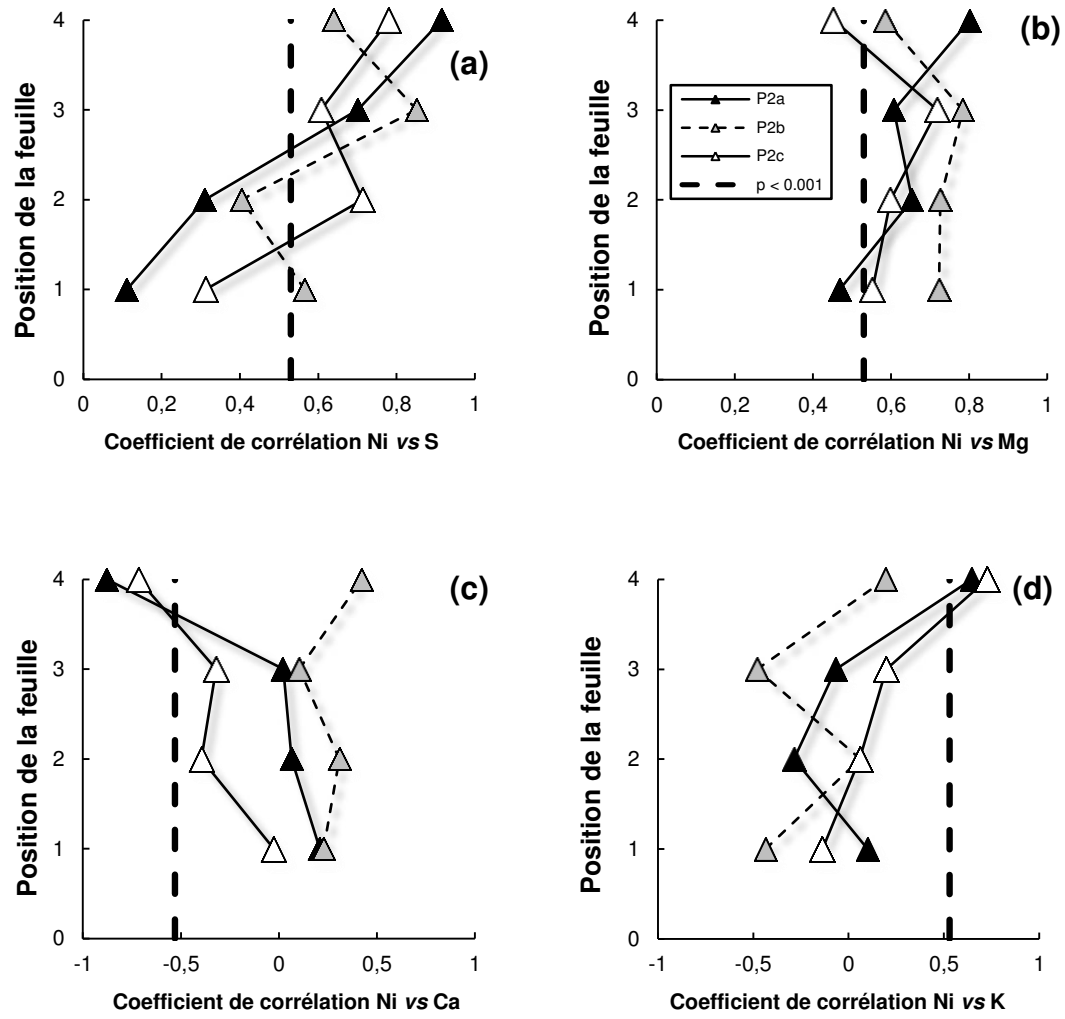 (a)
Position de la feuille
4
3
2
1
0
0 0,2 0,4 0,6 0,8 1
Coefficient de corrélation Ni vs S
(b)
P2a
P2b
P2c
p < 0.001
Position de la feuille
4
3
2
1
0
0 0,2 0,4 0,6 0,8 1
Coefficient de corrélation Ni vs Mg
(c)
Position de la feuille
4
3
2
1
0
-1 -0,5 0 0,5 1
Coefficient de corrélation Ni vs Ca
(d)
Position de la feuille
4
3
2
1
0
-1 -0,5 0 0,5 1
Coefficient de corrélation Ni vs K